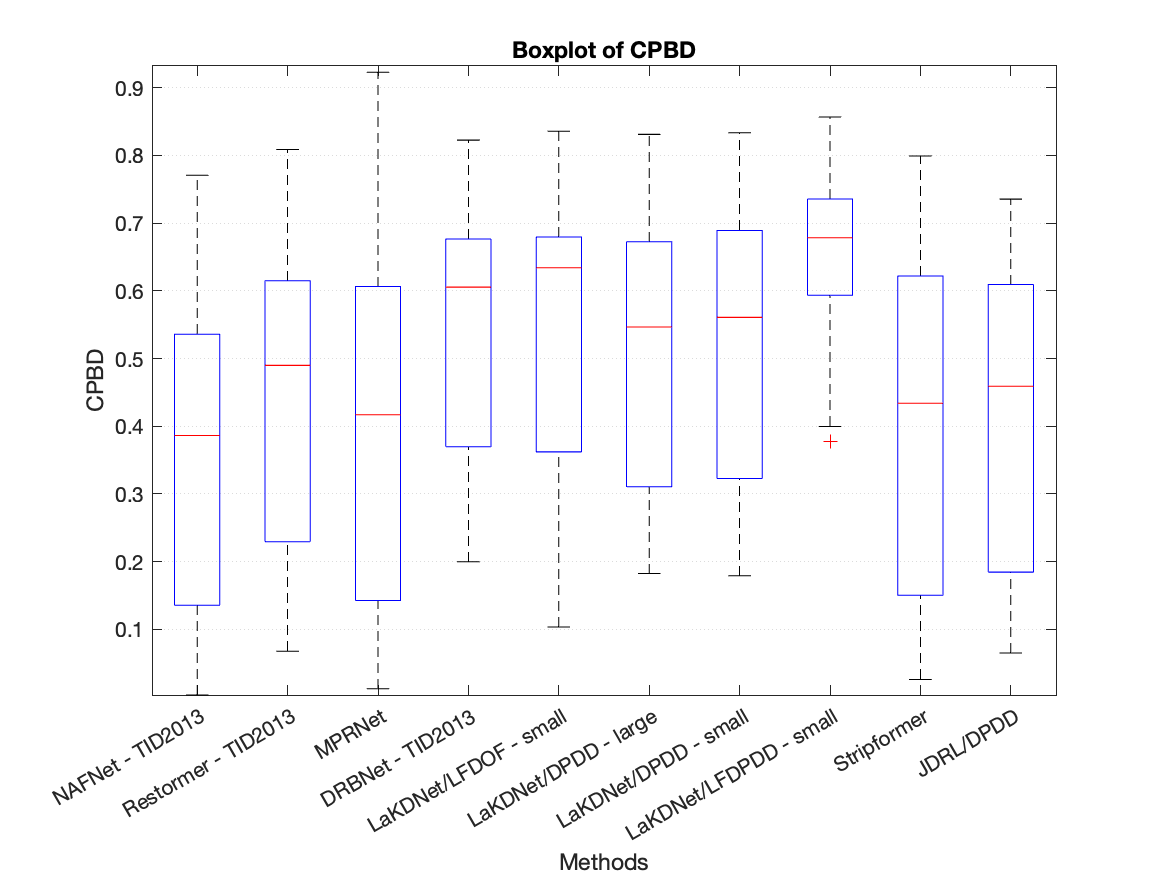 Boxplot of CPBD
0.9
0.8
0.7
0.6
0.5
0.4
0.3
0.2
0.1
CPBD
NAFNet - TID2013
Restormer - TID2013
MPRNet
DRBNet - TID2013
LaKDNet/LFDOF - small
LaKDNet/DPDD - large
LaKDNet/DPDD - small
LaKDNet/LFDPDD - small
Stripformer
JDRL/DPDD
Methods